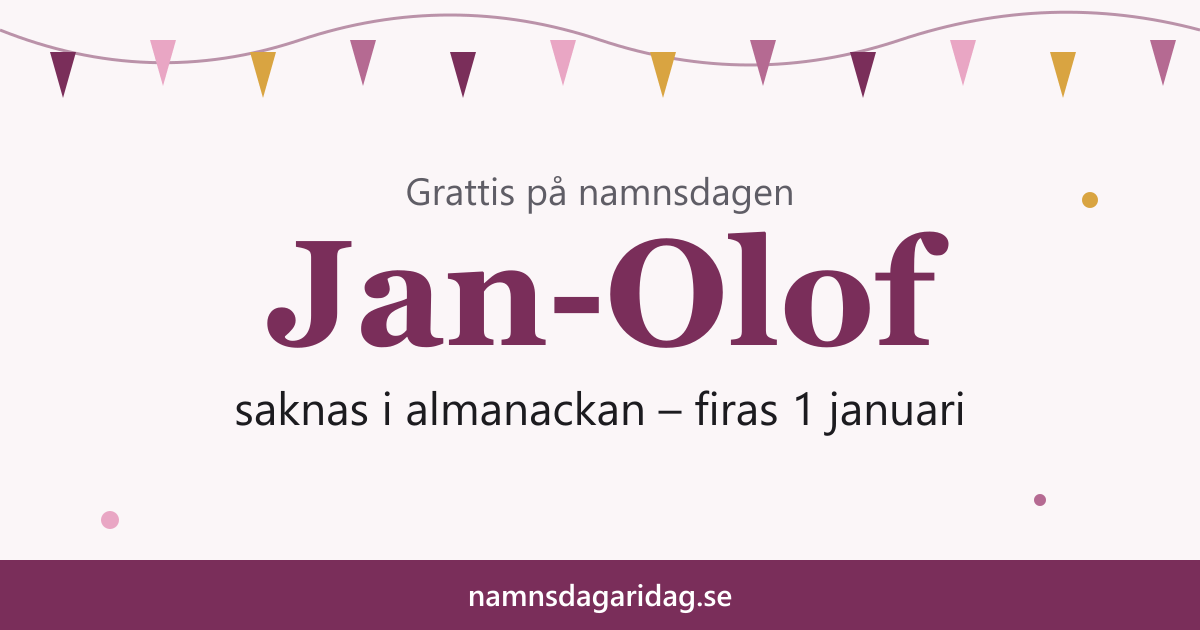 Grattis på namnsdagen
Jan-Olof
saknas i almanackan – firas 1 januari
namnsdagaridag.se